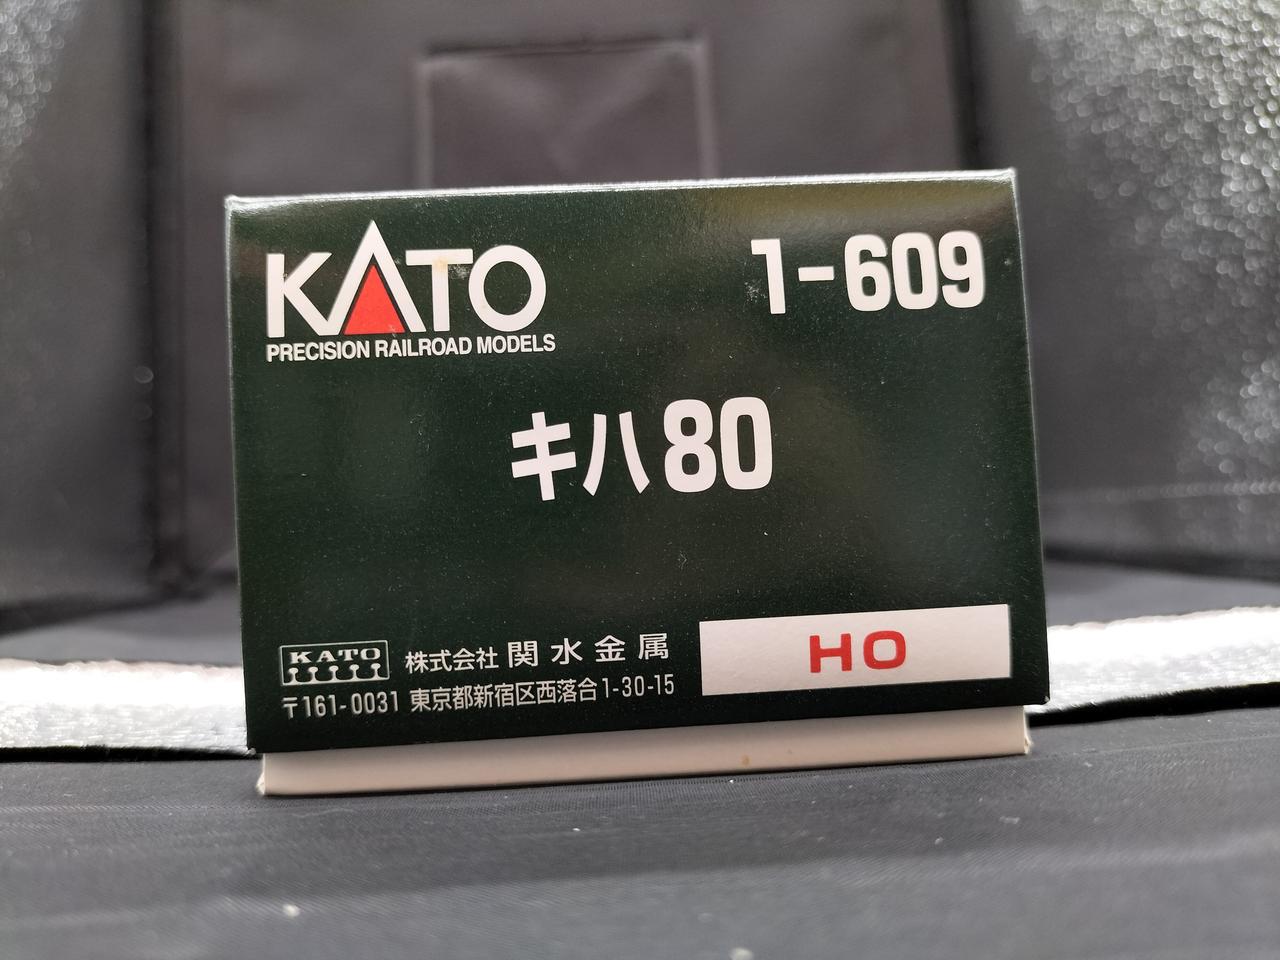 KATO 1-609
PRECISION RAILROAD MODELS
キハ80
KATO 株式会社 関水金属
〒161-0031 東京都新宿区西落合1-30-15
HO